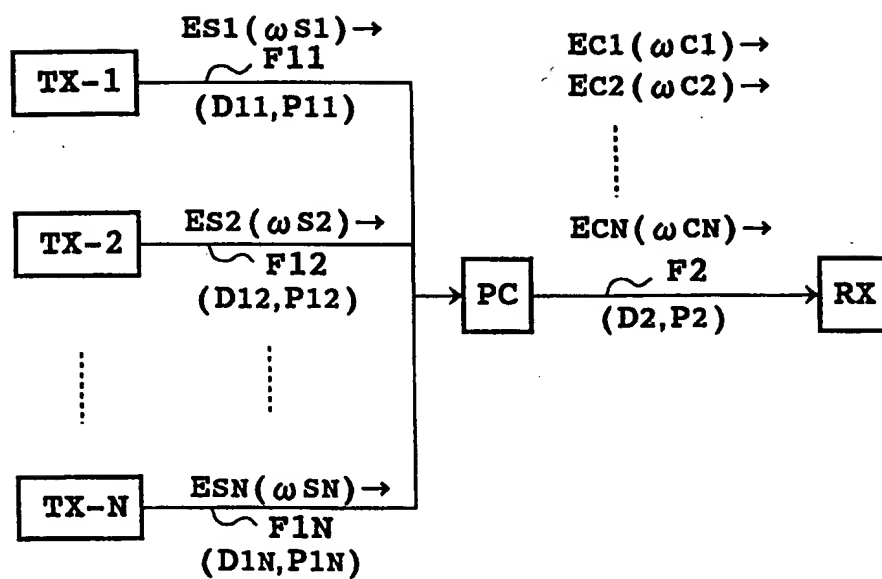 ES1(ωS1)→
TX-1
F11
(D11,P11)
EC1(ωC1)→
EC2(ωC2)→
ES2(ωS2)→
TX-2
F12
(D12,P12)
ECN(ωCN)→
PC
F2
(D2,P2)
RX
ESN(ωSN)→
TX-N
F1N
(D1N,P1N)